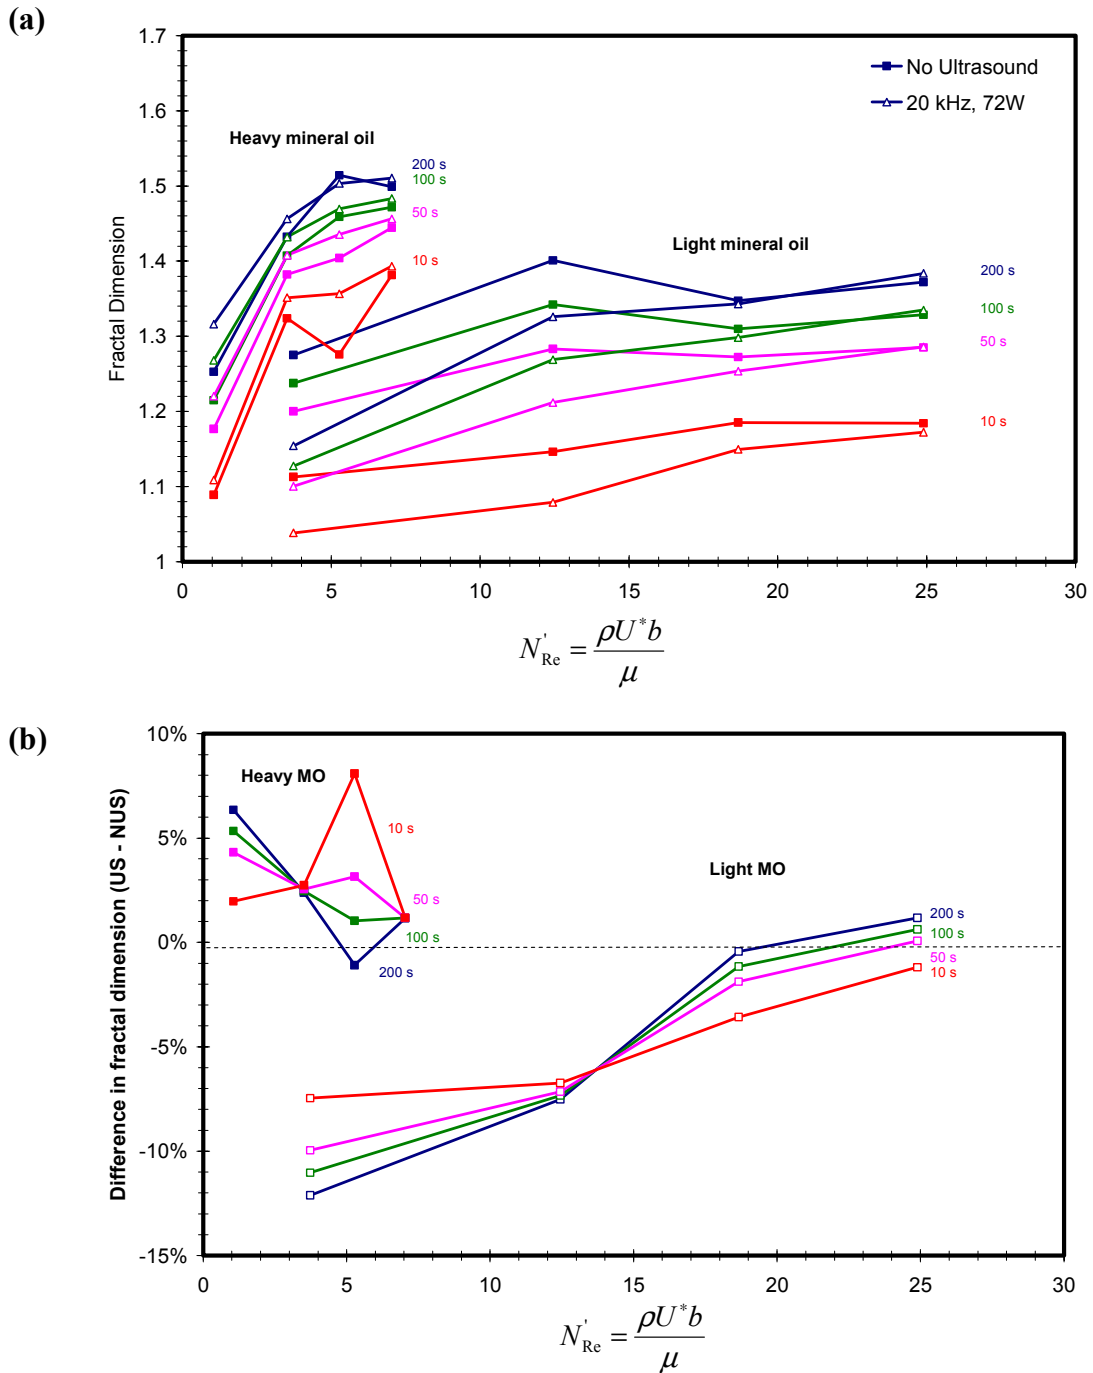 (a)
1.7
1.6
1.5
1.4
1.3
1.2
1.1
1
Fractal Dimension
No Ultrasound
20 kHz, 72W
Heavy mineral oil
200 s
100 s
50 s
10 s
Light mineral oil
200 s
100 s
50 s
10 s
0 5 10 15 20 25 30
N'Re = ρU*b / μ
(b)
10%
5%
0%
-5%
-10%
-15%
Difference in fractal dimension (US - NUS)
Heavy MO
10 s
50 s
100 s
200 s
Light MO
200 s
100 s
50 s
10 s
0 5 10 15 20 25 30
N'Re = ρU*b / μ